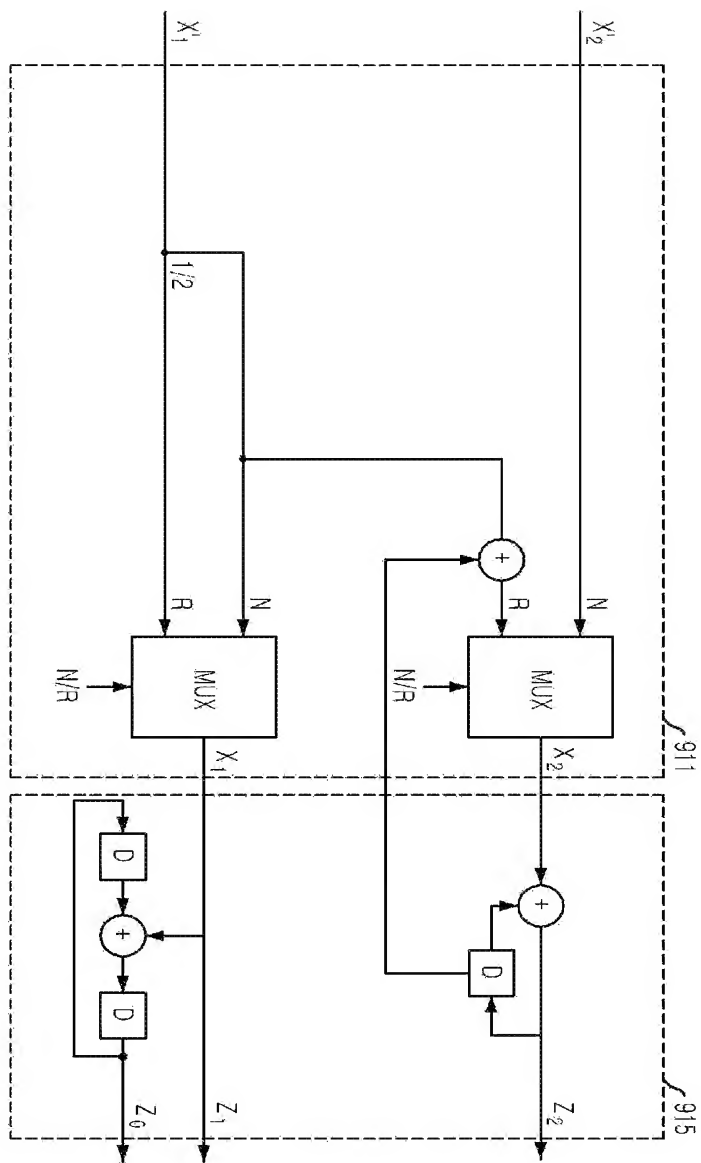 911
915
X'₂
N
MUX
X₂
+
Z₂
R
+
N/R
D
X'₁
1/2
N
R
MUX
X₁
Z₁
N/R
D
+
D
Z₀